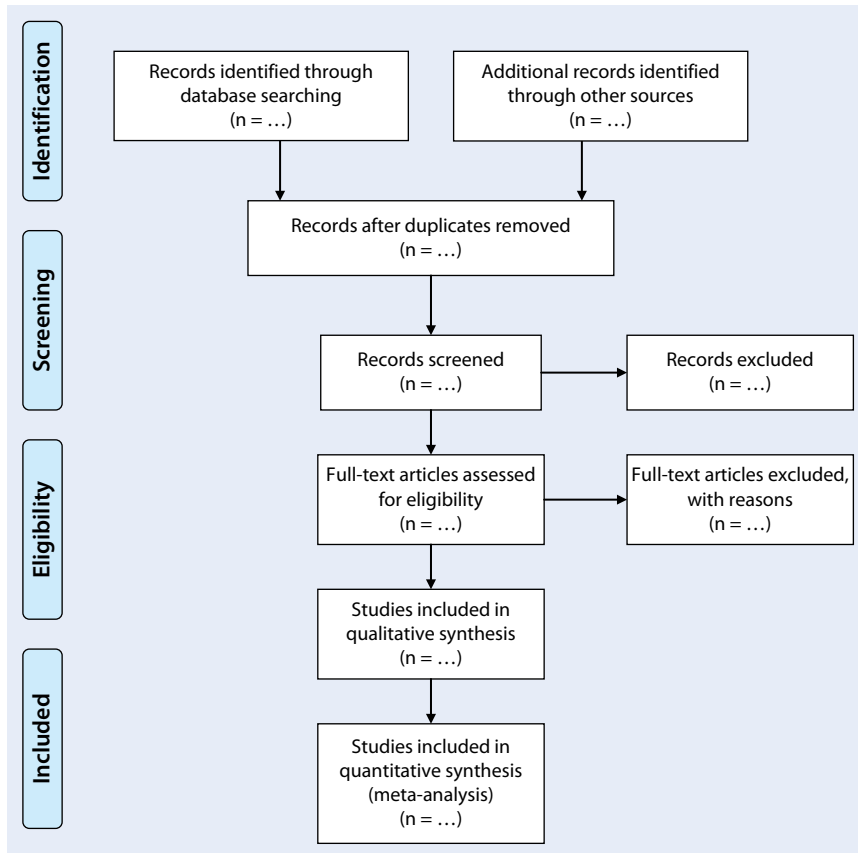 Identification
Records identified through
database searching
(n = …)
Additional records identified
through other sources
(n = …)
Records after duplicates removed
(n = …)
Screening
Records screened
(n = …)
Records excluded
(n = …)
Eligibility
Full-text articles assessed
for eligibility
(n = …)
Full-text articles excluded,
with reasons
(n = …)
Studies included in
qualitative synthesis
(n = …)
Included
Studies included in
quantitative synthesis
(meta-analysis)
(n = …)